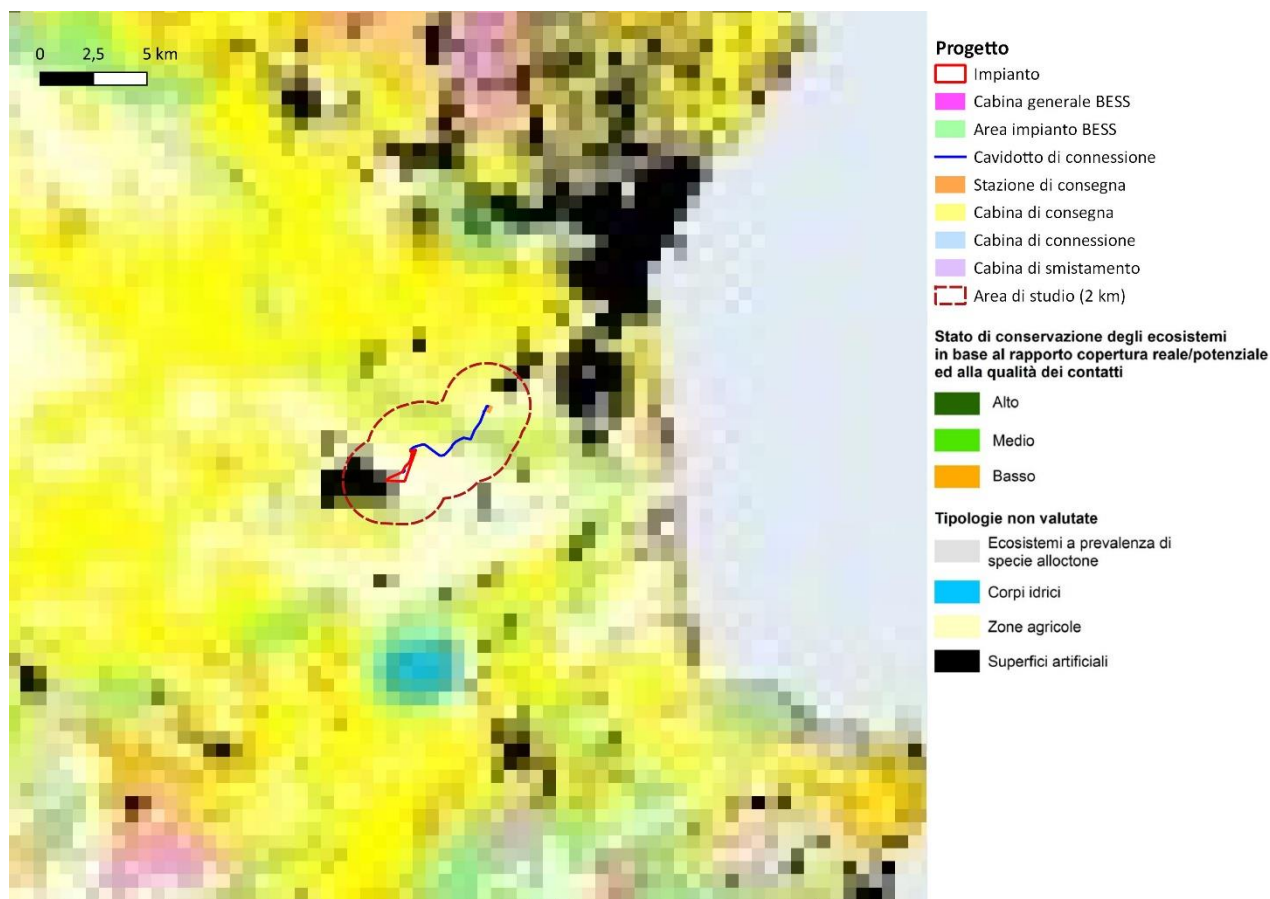 0 2,5 5 km
Progetto
Impianto
Cabina generale BESS
Area impianto BESS
Cavidotto di connessione
Stazione di consegna
Cabina di consegna
Cabina di connessione
Cabina di smistamento
Area di studio (2 km)
Stato di conservazione degli ecosistemi
in base al rapporto copertura reale/potenziale
ed alla qualità dei contatti
Alto
Medio
Basso
Tipologie non valutate
Ecosistemi a prevalenza di
specie alloctone
Corpi idrici
Zone agricole
Superfici artificiali